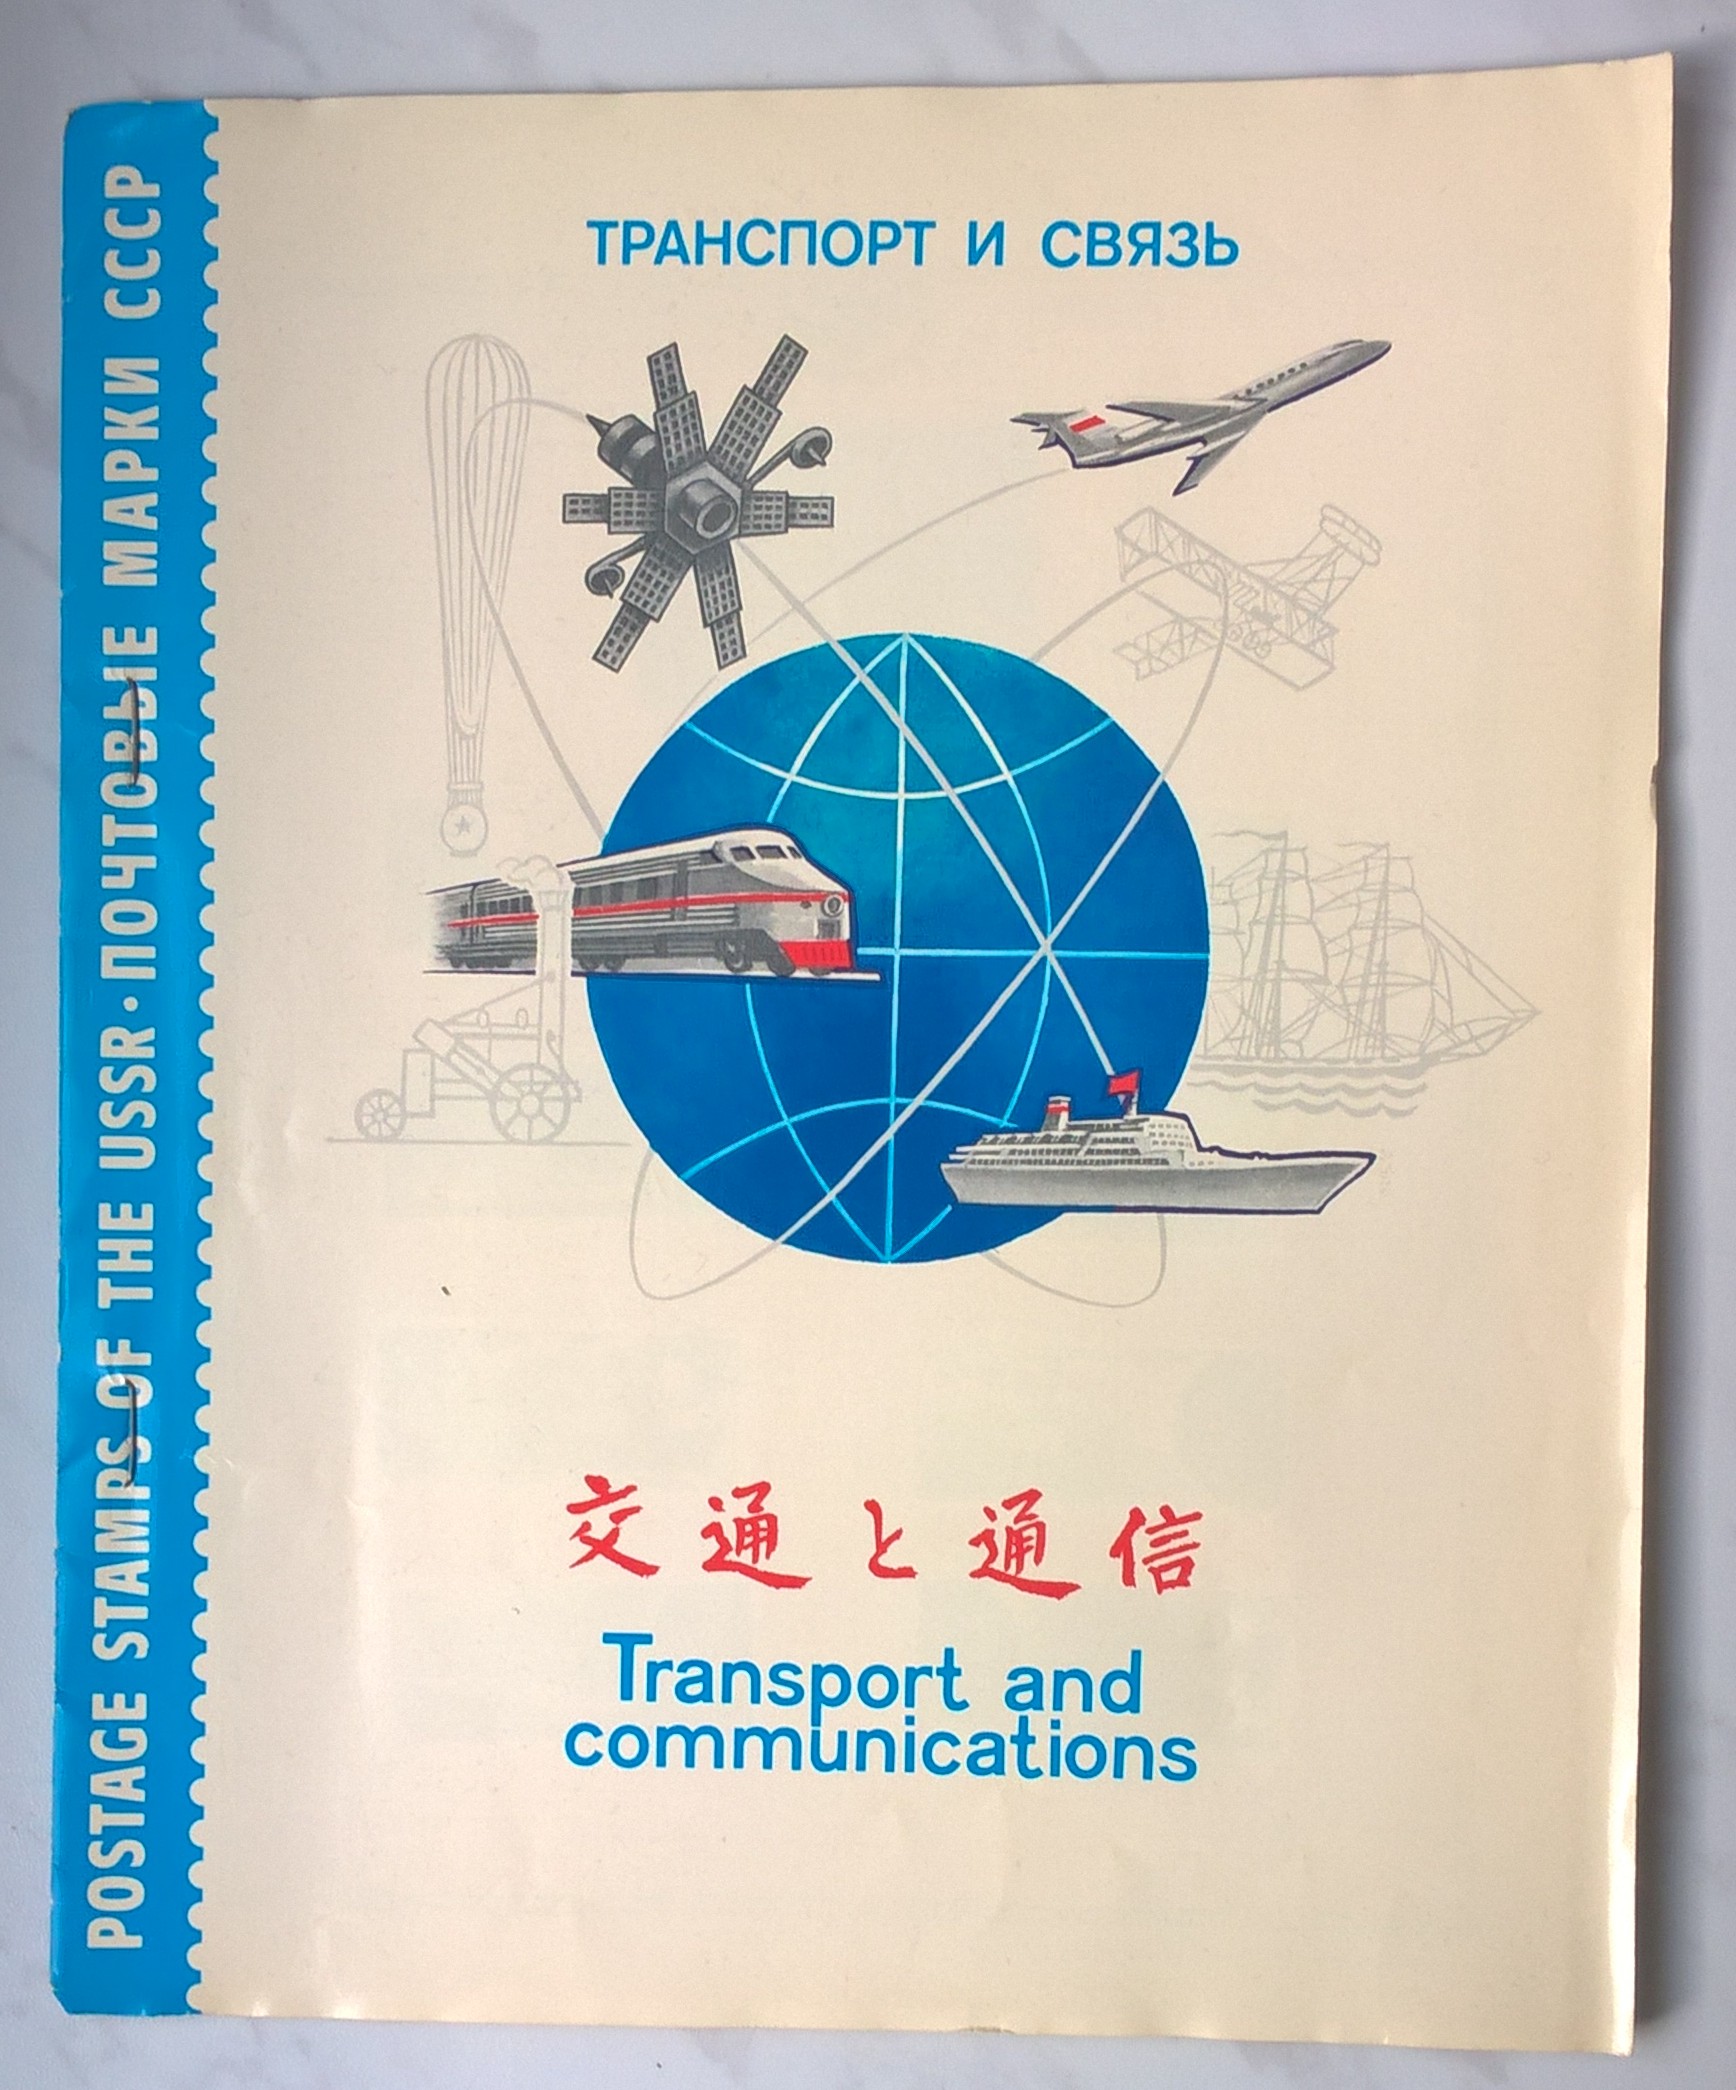 POSTAGE STAMPS OF THE USSR · ПОЧТОВЫЕ МАРКИ СССР
ТРАНСПОРТ И СВЯЗЬ
交通と通信
Transport and
communications